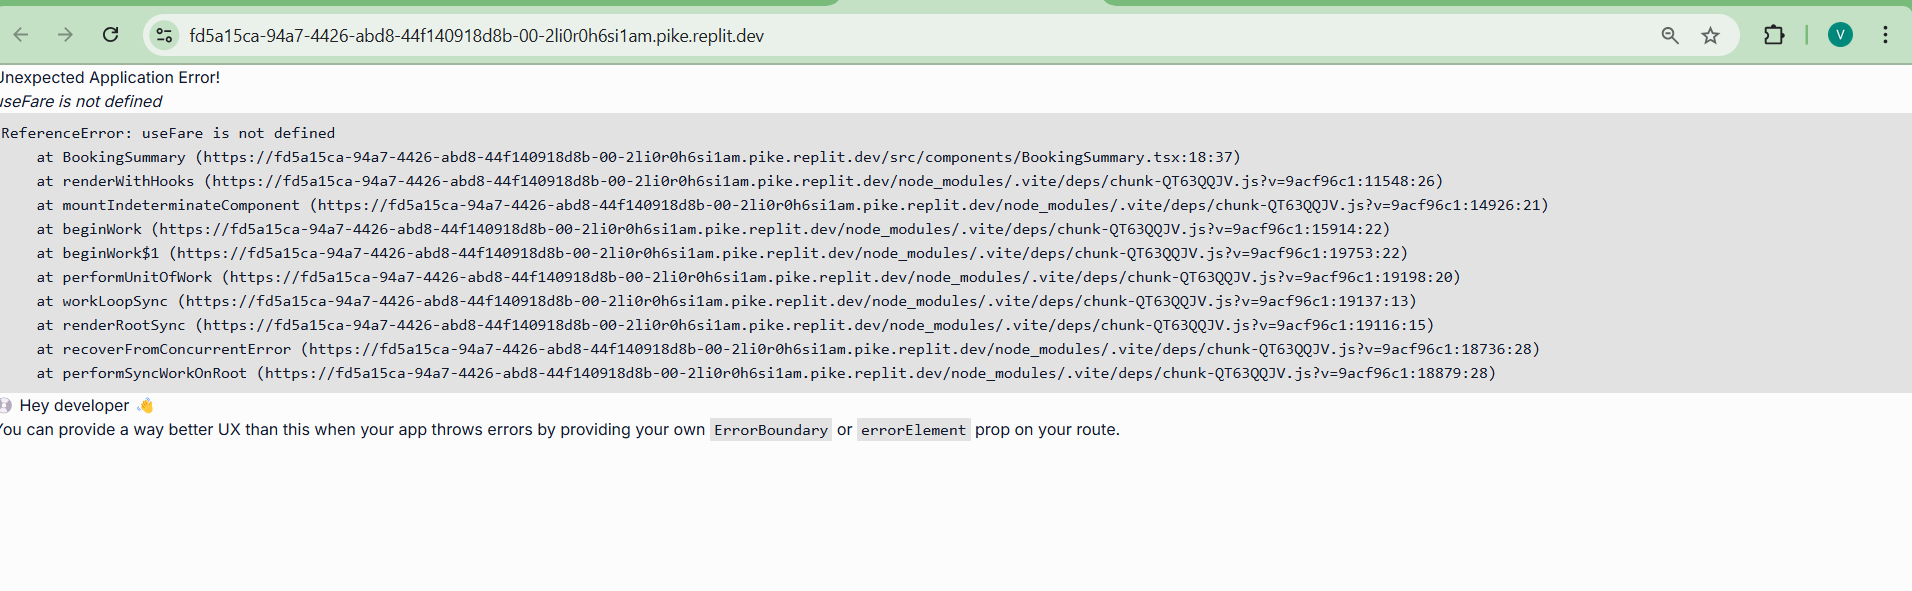 fd5a15ca-94a7-4426-abd8-44f140918d8b-00-2li0r0h6si1am.pike.replit.dev
V
Unexpected Application Error!
useFare is not defined
ReferenceError: useFare is not defined
at BookingSummary (https://fd5a15ca-94a7-4426-abd8-44f140918d8b-00-2li0r0h6si1am.pike.replit.dev/src/components/BookingSummary.tsx:18:37)
at renderWithHooks (https://fd5a15ca-94a7-4426-abd8-44f140918d8b-00-2li0r0h6si1am.pike.replit.dev/node_modules/.vite/deps/chunk-QT63QQJV.js?v=9acf96c1:11548:26)
at mountIndeterminateComponent (https://fd5a15ca-94a7-4426-abd8-44f140918d8b-00-2li0r0h6si1am.pike.replit.dev/node_modules/.vite/deps/chunk-QT63QQJV.js?v=9acf96c1:14926:21)
at beginWork (https://fd5a15ca-94a7-4426-abd8-44f140918d8b-00-2li0r0h6si1am.pike.replit.dev/node_modules/.vite/deps/chunk-QT63QQJV.js?v=9acf96c1:15914:22)
at beginWork$1 (https://fd5a15ca-94a7-4426-abd8-44f140918d8b-00-2li0r0h6si1am.pike.replit.dev/node_modules/.vite/deps/chunk-QT63QQJV.js?v=9acf96c1:19753:22)
at performUnitOfWork (https://fd5a15ca-94a7-4426-abd8-44f140918d8b-00-2li0r0h6si1am.pike.replit.dev/node_modules/.vite/deps/chunk-QT63QQJV.js?v=9acf96c1:19198:20)
at workLoopSync (https://fd5a15ca-94a7-4426-abd8-44f140918d8b-00-2li0r0h6si1am.pike.replit.dev/node_modules/.vite/deps/chunk-QT63QQJV.js?v=9acf96c1:19137:13)
at renderRootSync (https://fd5a15ca-94a7-4426-abd8-44f140918d8b-00-2li0r0h6si1am.pike.replit.dev/node_modules/.vite/deps/chunk-QT63QQJV.js?v=9acf96c1:19116:15)
at recoverFromConcurrentError (https://fd5a15ca-94a7-4426-abd8-44f140918d8b-00-2li0r0h6si1am.pike.replit.dev/node_modules/.vite/deps/chunk-QT63QQJV.js?v=9acf96c1:18736:28)
at performSyncWorkOnRoot (https://fd5a15ca-94a7-4426-abd8-44f140918d8b-00-2li0r0h6si1am.pike.replit.dev/node_modules/.vite/deps/chunk-QT63QQJV.js?v=9acf96c1:18879:28)
💿 Hey developer 👋
You can provide a way better UX than this when your app throws errors by providing your own ErrorBoundary or errorElement prop on your route.